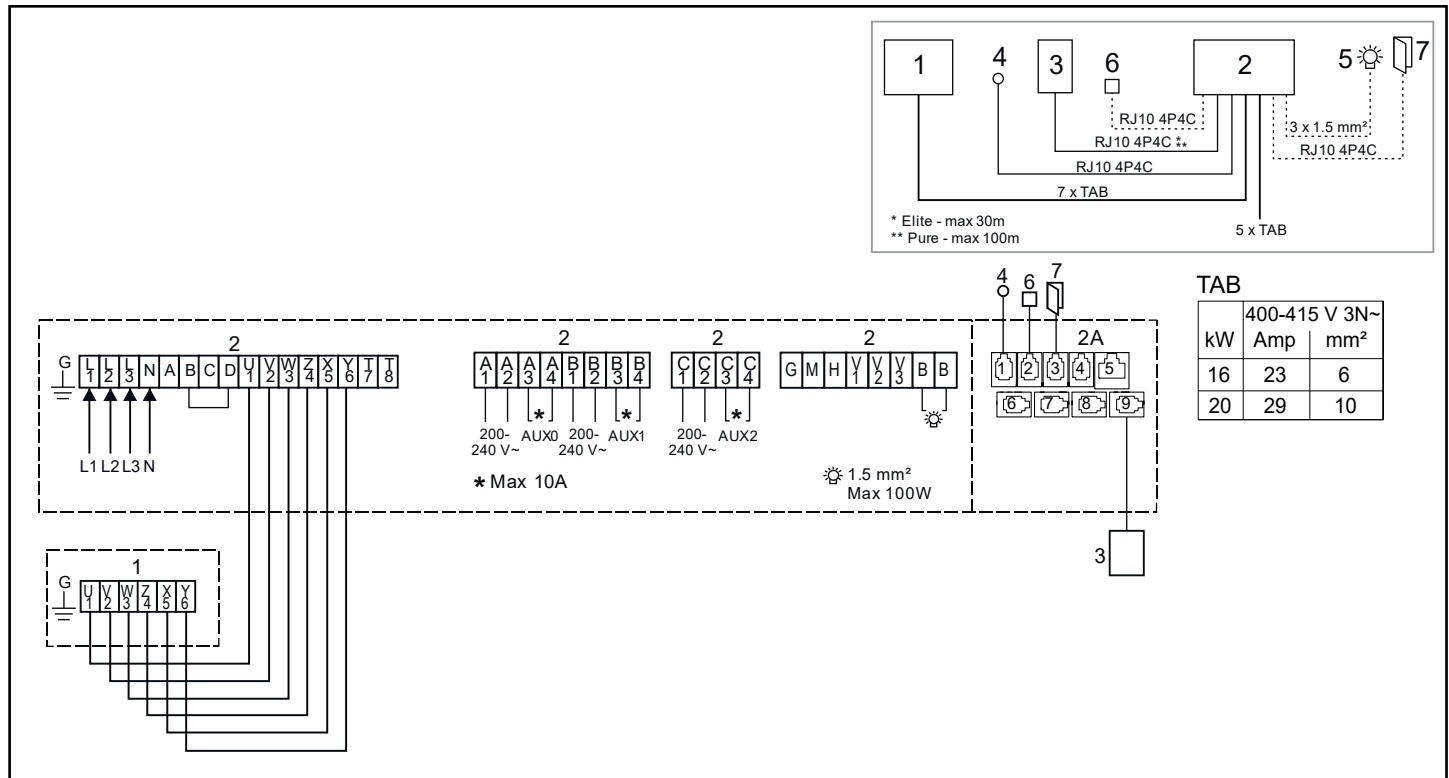 1 4 3 6 2 5 7
RJ10 4P4C
3 x 1.5 mm²
RJ10 4P4C *
**
RJ10 4P4C
RJ10 4P4C
7 x TAB
* Elite - max 30m
** Pure - max 100m
5 x TAB
4 6 7
TAB
400-415 V 3N~
kW Amp mm²
16 23 6
20 29 10
2 2 2 2 2A
G L1 L2 L3 N A B C D U1 V2 W3 Z4 X5 Y6 T7 T8
A1 A2 A3 A4 B1 B2 B3 B4
C1 C2 C3 C4
G M H V1 V2 V3 B B
1 2 3 4 5
6 7 8 9
L1 L2 L3 N
200-240 V~ * AUX0 200-240 V~ * AUX1
200-240 V~ * AUX2
* Max 10A
1.5 mm²
Max 100W
3
1
G U1 V2 W3 Z4 X5 Y6